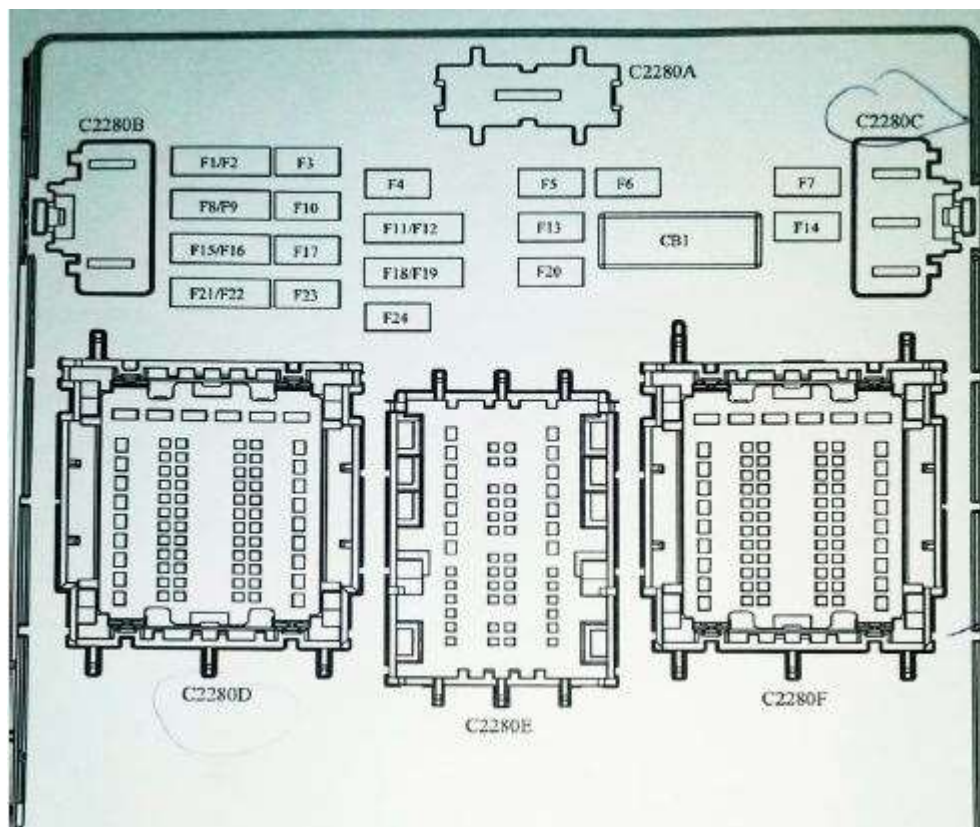 C2280A
C2280B
C2280C
F1/F2 F3
F4 F5 F6 F7
F8/F9 F10
F11/F12 F13 CB1 F14
F15/F16 F17
F18/F19 F20
F21/F22 F23
F24
C2280D
C2280E
C2280F